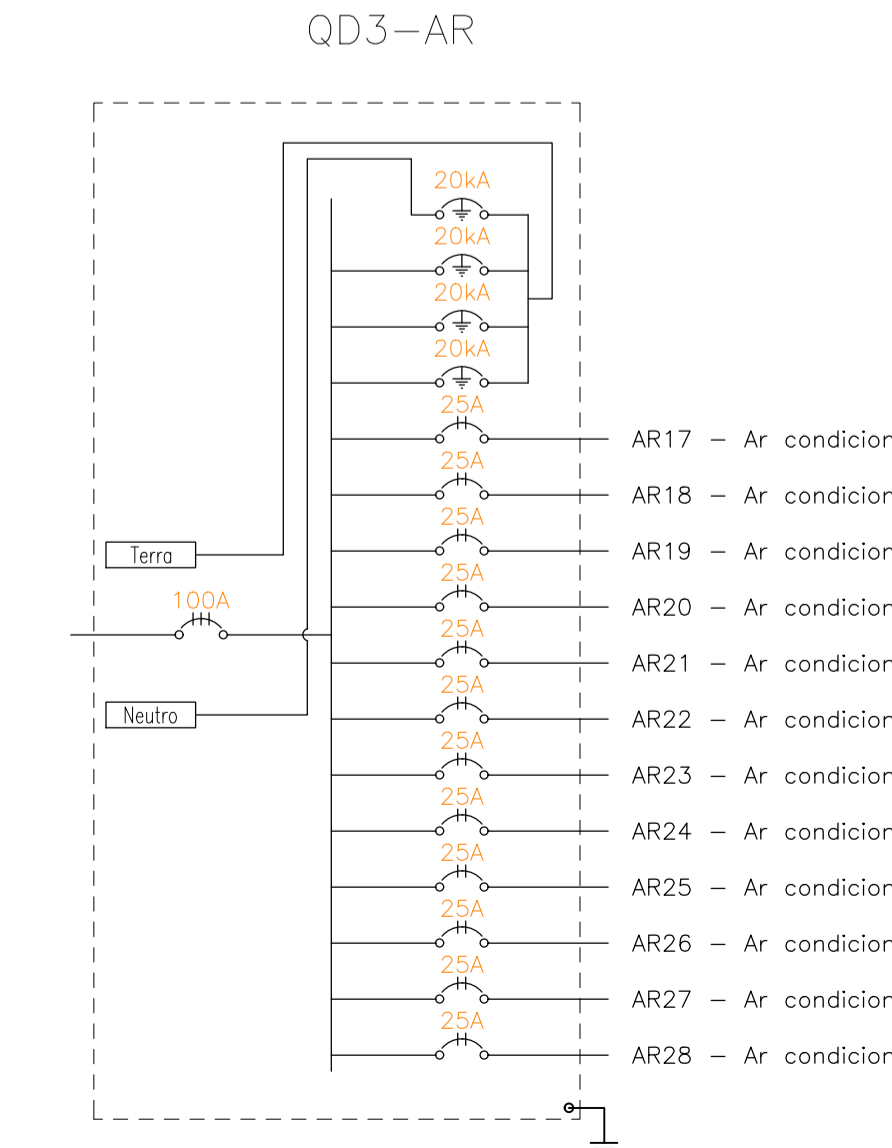 QD3-AR
20kA
20kA
20kA
20kA
25A
AR17 - Ar
25A
AR18 - Ar
25A
AR19 - Ar
Terra
25A
100A
AR20 - Ar
25A
AR21 - Ar
25A
Neutro
AR22 - Ar
25A
AR23 - Ar
25A
AR24 - Ar
25A
AR25 - Ar
25A
AR26 - Ar
25A
AR27 - Ar
25A
AR28 - Ar